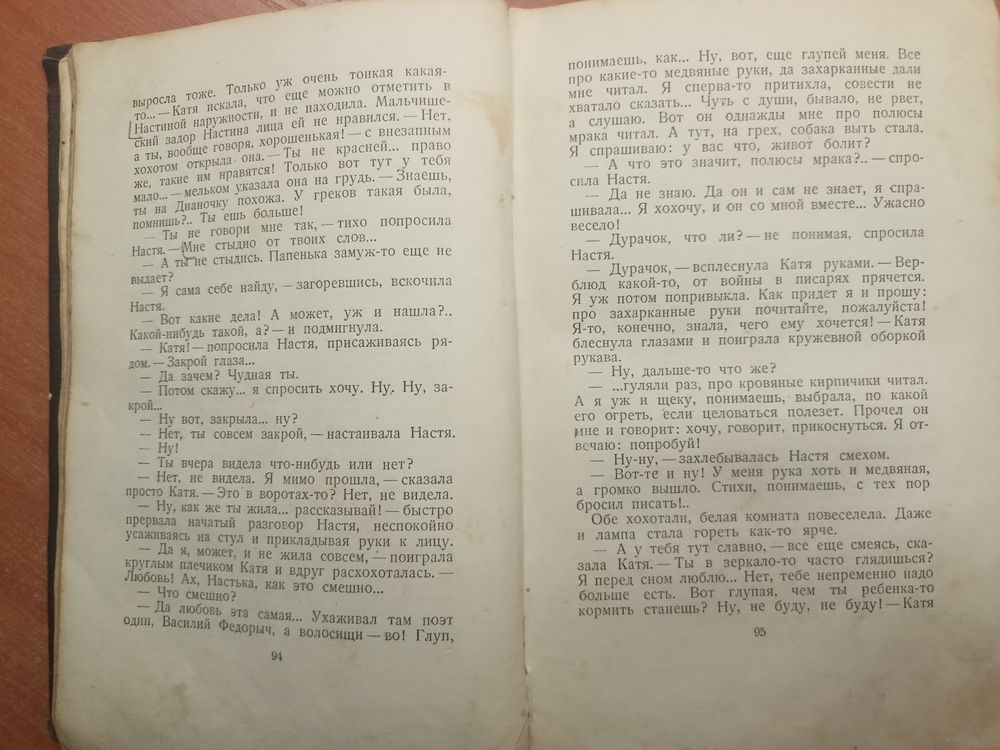 выросла тоже. Только уж очень тонкая какая-
то... — Катя искала, что еще можно отметить в
Настиной наружности, и не находила. Мальчише-
ский задор Настина лица ей не нравился. — Нет,
а ты, вообще говоря, хорошенькая! — с внезапным
хохотом открыла она. — Ты не красней... право
же, такие им нравятся! Только вот тут у тебя
мало... — мельком указала она на грудь. — Знаешь,
ты на Дианочку похожа. У греков такая была,
помнишь?.. Ты ешь больше!
— Ты не говори мне так, — тихо попросила
Настя. — Мне стыдно от твоих слов...
— А ты не стыдись. Папенька замуж-то еще не
выдает?
— Я сама себе найду, — загоревшись, вскочила
Настя.
— Вот какие дела! А может, уж и нашла?..
Какой-нибудь такой, а? — и подмигнула.
— Катя! — попросила Настя, присаживаясь ря-
дом. — Закрой глаза...
— Да зачем? Чудная ты.
— Потом скажу... я спросить хочу. Ну. Ну, за-
крой...
— Ну вот, закрыла... ну?
— Нет, ты совсем закрой, — настаивала Настя.
— Ну!
— Ты вчера видела что-нибудь или нет?
— Нет, не видела. Я мимо прошла, — сказала
просто Катя. — Это в воротах-то? Нет, не видела.
— Ну, как же ты жила... рассказывай! — быстро
прервала начатый разговор Настя, неспокойно
усаживаясь на стул и прикладывая руки к лицу.
— Да я, может, и не жила совсем, — поиграла
круглым плечиком Катя и вдруг расхохоталась. —
Любовь! Ах, Настька, как это смешно...
— Что смешно?
— Да любовь эта самая... Ухаживал там поэт
один, Василий Федорыч, а волосищи — во! Глуп,
94
понимаешь, как... Ну, вот, еще глупей меня. Все
про какие-то медвяные руки, да захарканные дали
мне читал. Я сперва-то притихла, совести не
хватало сказать... Чуть с души, бывало, не рвет,
а слушаю. Вот он однажды мне про полюсы
мрака читал. А тут, на грех, собака выть стала.
Я спрашиваю: у вас что, живот болит?
— А что это значит, полюсы мрака?.. — спро-
сила Настя.
— Да не знаю. Да он и сам не знает, я спра-
шивала... Я хохочу, и он со мной вместе... Ужасно
весело!
— Дурачок, что ли? — не понимая, спросила
Настя.
— Дурачок, — всплеснула Катя руками. — Вер-
блюд какой-то, от войны в писарях прячется.
Я уж потом попривыкла. Как придет я и прошу:
про захарканные руки почитайте, пожалуйста!
Я-то, конечно, знала, чего ему хочется! — Катя
блеснула глазами и поиграла кружевной оборкой
рукава.
— Ну, дальше-то что же?
— ...гуляли раз, про кровяные кирпичики читал.
А я уж и щеку, понимаешь, выбрала, по какой
его огреть, если целоваться полезет. Прочел он
мне и говорит: хочу, говорит, прикоснуться. Я от-
вечаю: попробуй!
— Ну-ну, — захлебывалась Настя смехом.
— Вот-те и ну! У меня рука хоть и медвяная,
а громко вышло. Стихи, понимаешь, с тех пор
бросил писать!..
Обе хохотали, белая комната повеселела. Даже
и лампа стала гореть как-то ярче.
— А у тебя тут славно, — все еще смеясь, ска-
зала Катя. — Ты в зеркало-то часто глядишься?
Я перед сном люблю... Нет, тебе непременно надо
больше есть. Вот глупая, чем ты ребенка-то
кормить станешь? Ну, не буду, не буду! — Катя
95